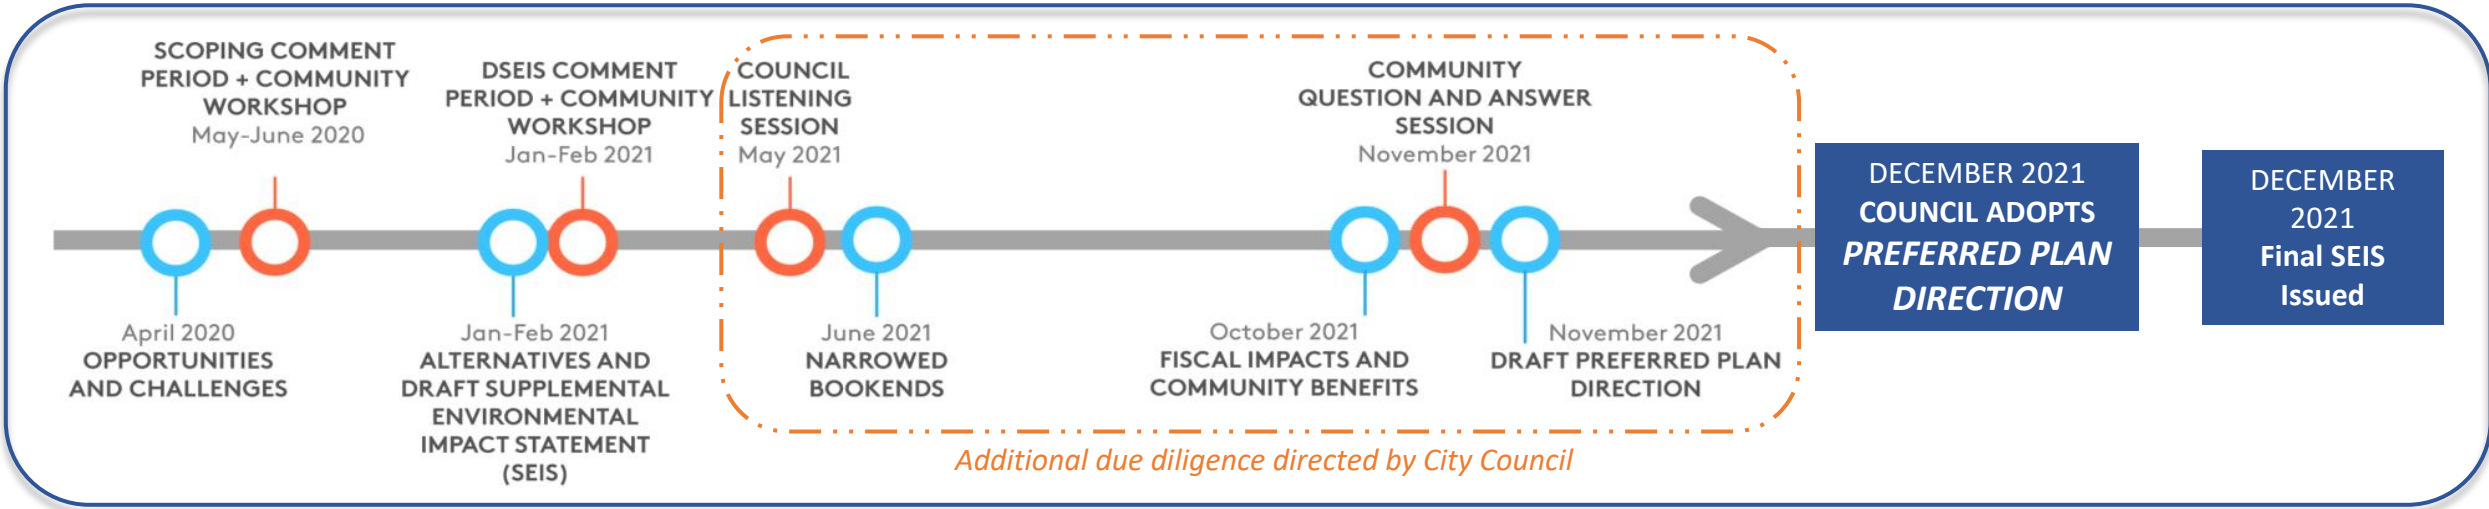 SCOPING COMMENT
PERIOD + COMMUNITY
WORKSHOP
May-June 2020
DSEIS COMMENT
PERIOD + COMMUNITY
WORKSHOP
Jan-Feb 2021
COUNCIL
LISTENING
SESSION
May 2021
COMMUNITY
QUESTION AND ANSWER
SESSION
November 2021
April 2020
OPPORTUNITIES
AND CHALLENGES
Jan-Feb 2021
ALTERNATIVES AND
DRAFT SUPPLEMENTAL
ENVIRONMENTAL
IMPACT STATEMENT
(SEIS)
June 2021
NARROWED
BOOKENDS
October 2021
FISCAL IMPACTS AND
COMMUNITY BENEFITS
November 2021
DRAFT PREFERRED PLAN
DIRECTION
Additional due diligence directed by City Council
DECEMBER 2021
COUNCIL ADOPTS
PREFERRED PLAN
DIRECTION
DECEMBER
2021
Final SEIS
Issued